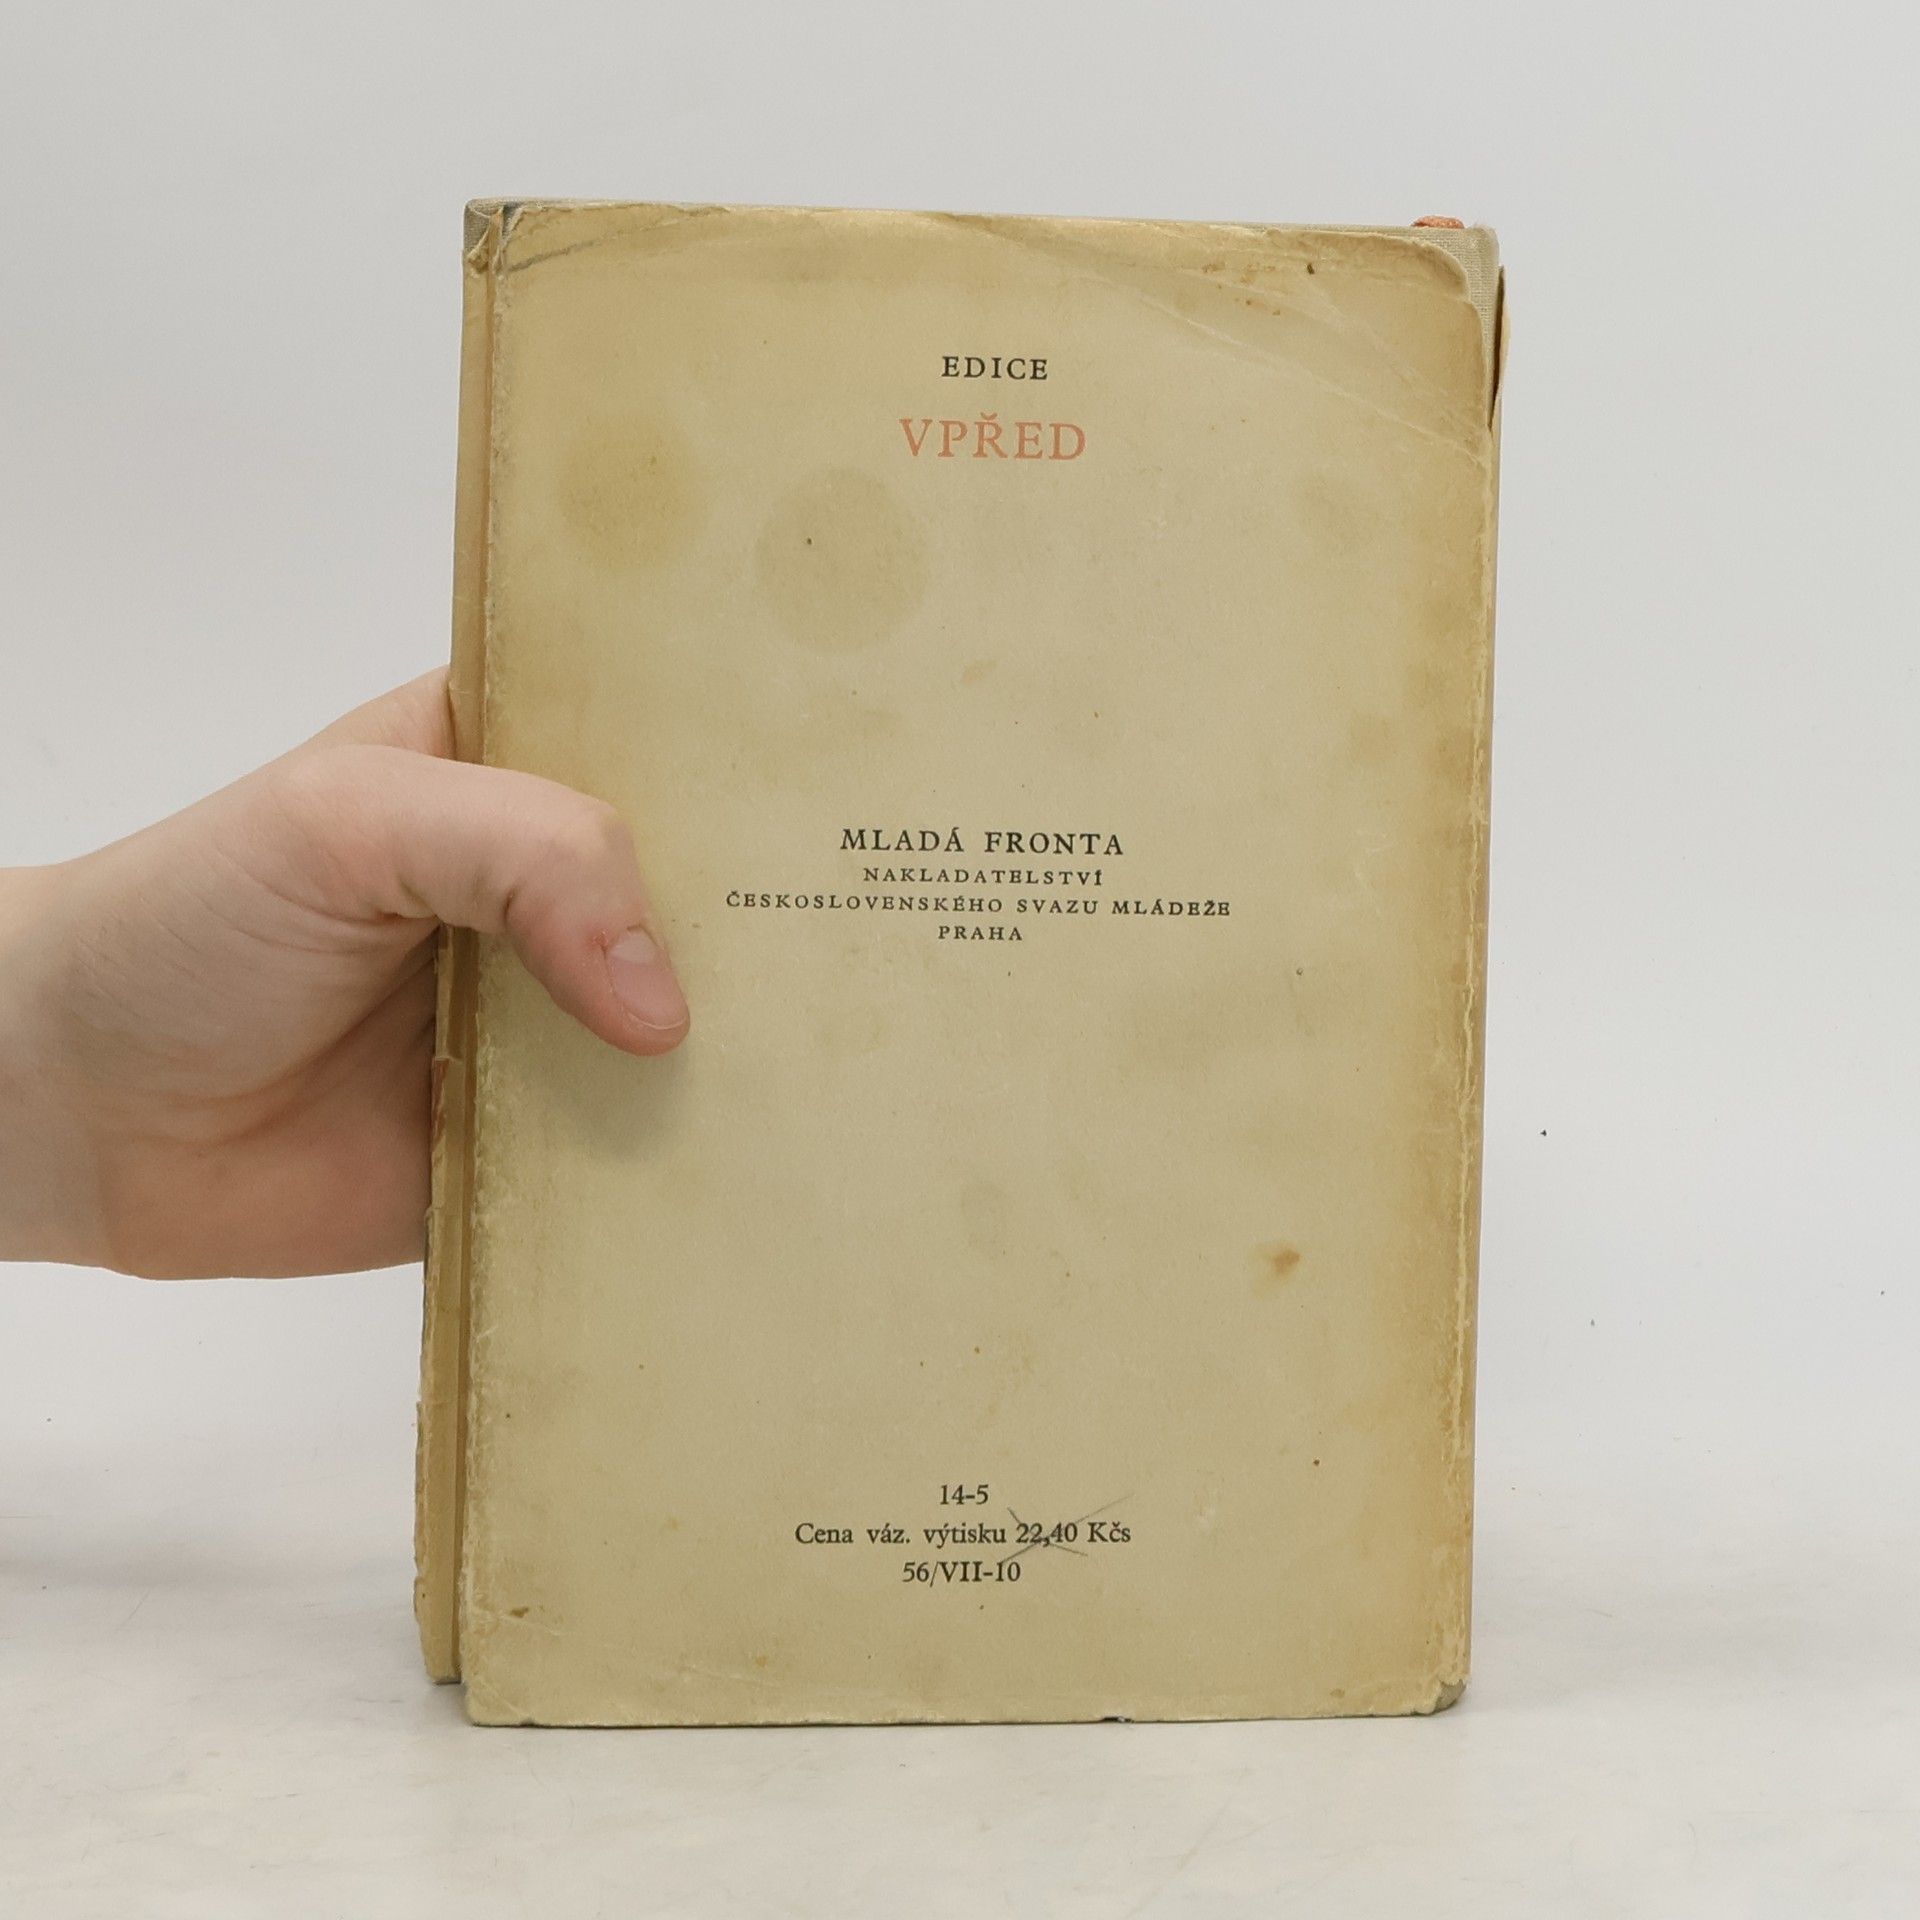 EDICE
VPŘED
MLADÁ FRONTA
NAKLADATELSTVÍ
ČESKOSLOVENSKÉHO SVAZU MLÁDEŽE
PRAHA
14-5
Cena váz. výtisku 22,40 Kčs
56/VII-10